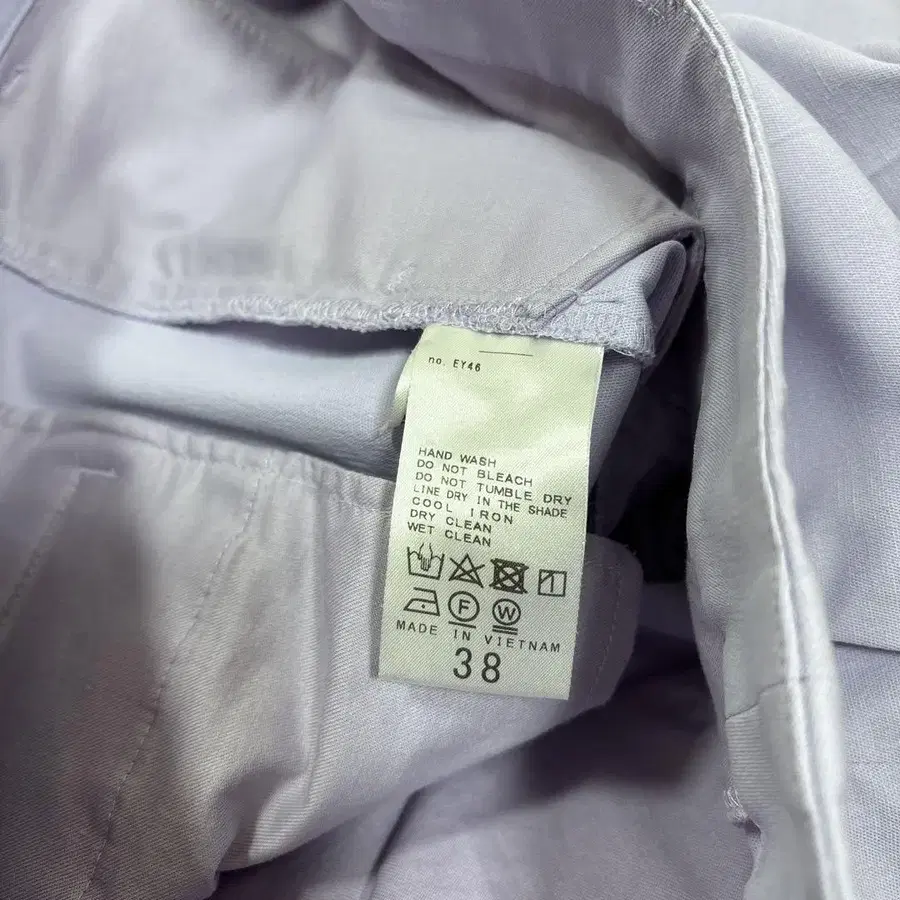 no. EY46
HAND WASH
DO NOT BLEACH
DO NOT TUMBLE DRY
LINE DRY IN THE SHADE
COOL IRON
DRY CLEAN
WET CLEAN
F W
MADE IN VIETNAM
38